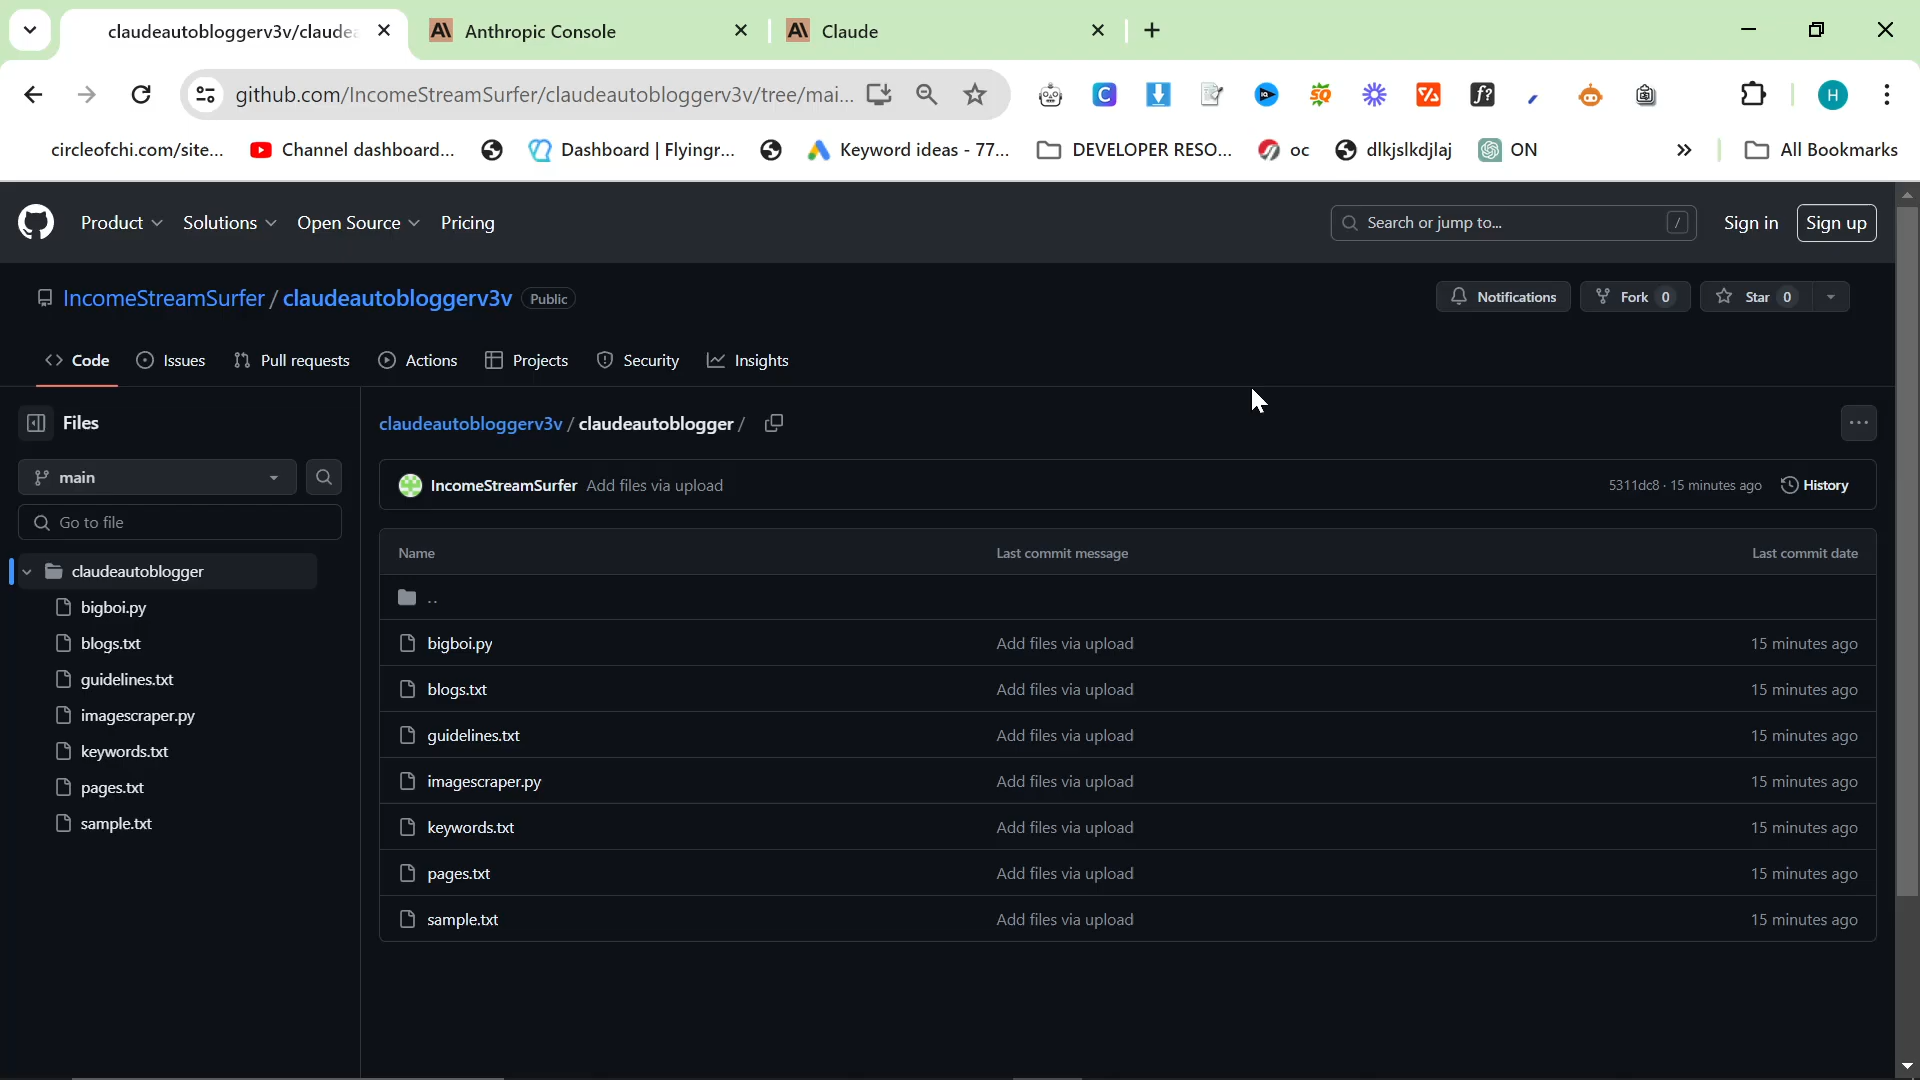 claudeautobloggerv3v/claude
Anthropic Console
Claude
github.com/IncomeStreamSurfer/claudeautobloggerv3v/tree/mai...
H
circleofchi.com/site...
Channel dashboard...
Dashboard | Flyingr...
Keyword ideas - 77...
DEVELOPER RESO...
oc
dlkjslkdjlaj
ON
All Bookmarks
Product
Solutions
Open Source
Pricing
Search or jump to...
/
Sign in
Sign up
IncomeStreamSurfer / claudeautobloggerv3v
Public
Notifications
Fork 0
Star 0
Code
Issues
Pull requests
Actions
Projects
Security
Insights
Files
main
Go to file
claudeautoblogger
bigboi.py
blogs.txt
guidelines.txt
imagescraper.py
keywords.txt
pages.txt
sample.txt
claudeautobloggerv3v / claudeautoblogger /
IncomeStreamSurfer Add files via upload
5311dc8 · 15 minutes ago
History
Name Last commit message Last commit date
..
bigboi.py Add files via upload 15 minutes ago
blogs.txt Add files via upload 15 minutes ago
guidelines.txt Add files via upload 15 minutes ago
imagescraper.py Add files via upload 15 minutes ago
keywords.txt Add files via upload 15 minutes ago
pages.txt Add files via upload 15 minutes ago
sample.txt Add files via upload 15 minutes ago